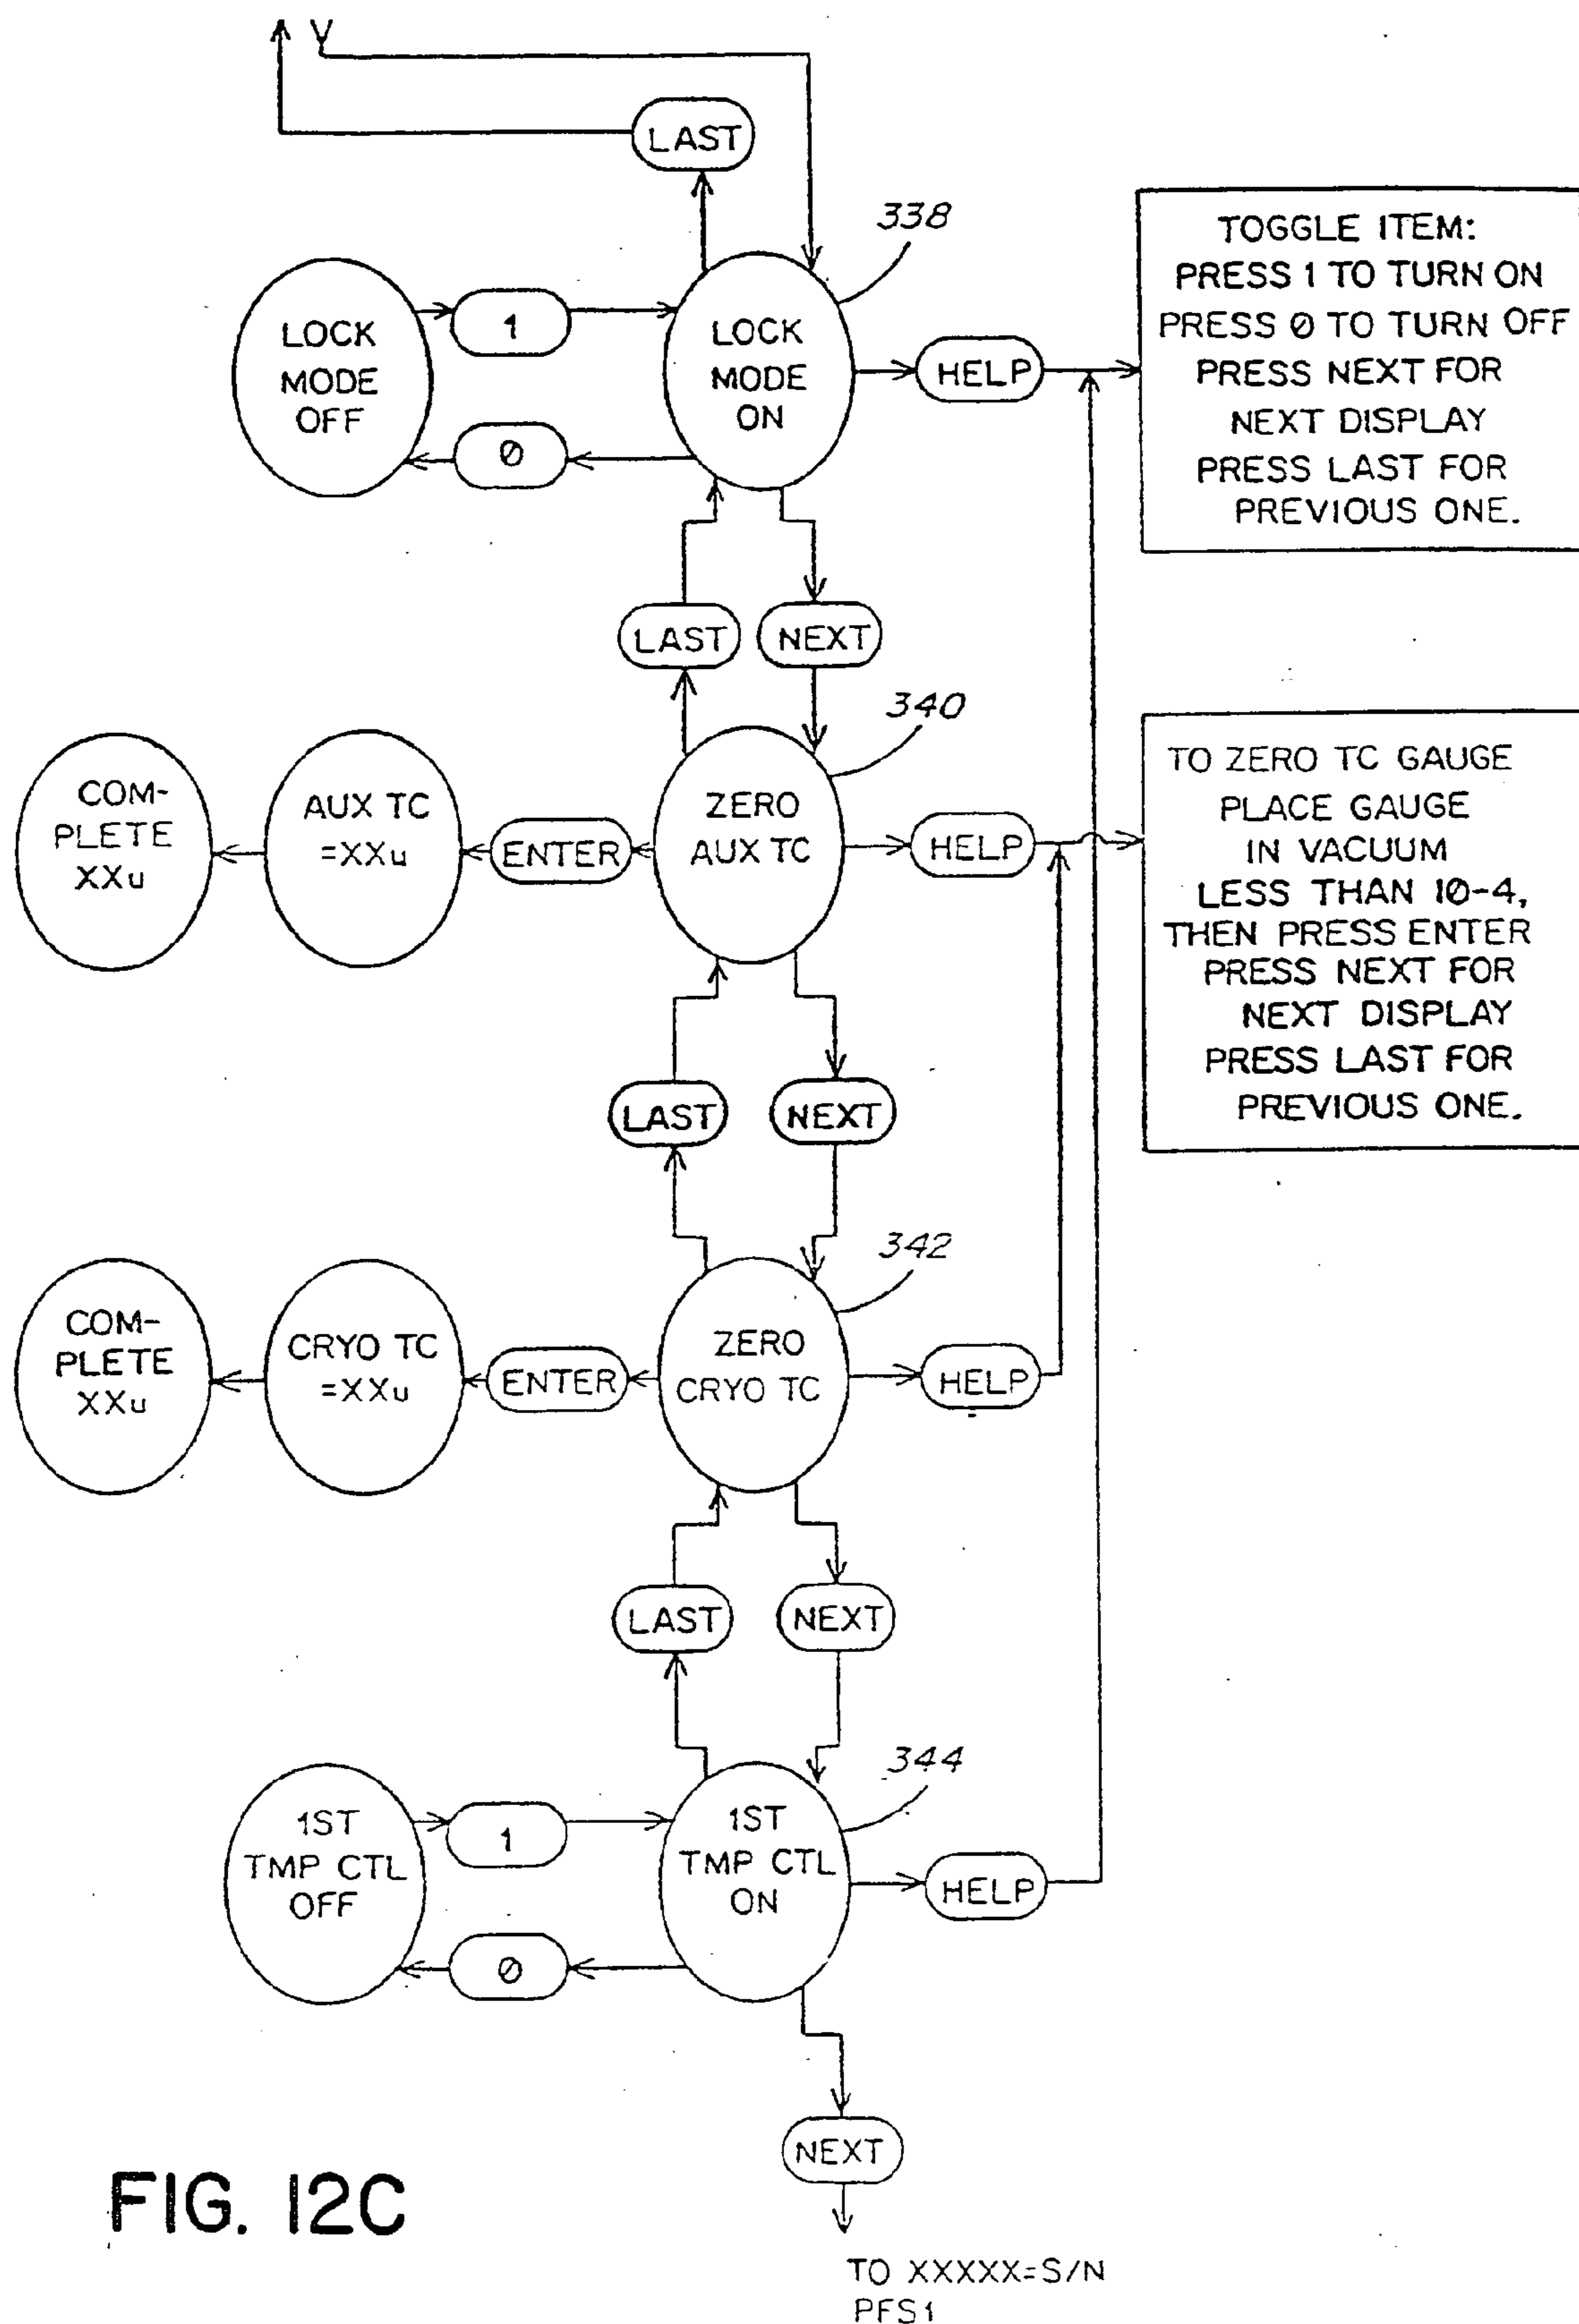 LAST
338
LOCK
MODE
OFF
1
0
LOCK
MODE
ON
HELP
TOGGLE ITEM:
PRESS 1 TO TURN ON
PRESS 0 TO TURN OFF
PRESS NEXT FOR
NEXT DISPLAY
PRESS LAST FOR
PREVIOUS ONE.
LAST
NEXT
340
COM-
PLETE
XXu
AUX TC
=XXu
ENTER
ZERO
AUX TC
HELP
TO ZERO TC GAUGE
PLACE GAUGE
IN VACUUM
LESS THAN 10-4,
THEN PRESS ENTER
PRESS NEXT FOR
NEXT DISPLAY
PRESS LAST FOR
PREVIOUS ONE.
LAST
NEXT
342
COM-
PLETE
XXu
CRYO TC
=XXu
ENTER
ZERO
CRYO TC
HELP
LAST
NEXT
344
1ST
TMP CTL
OFF
1
0
1ST
TMP CTL
ON
HELP
NEXT
FIG. 12C
TO XXXXX=S/N
PFS1